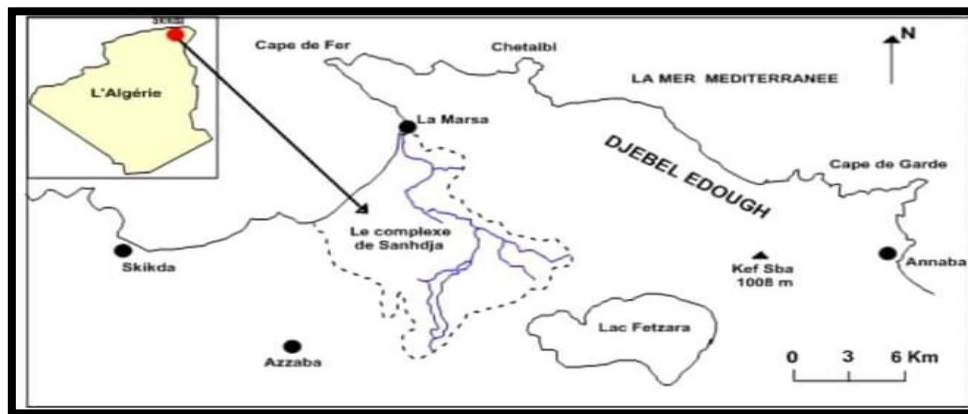 L'Algérie
Cape de Fer
Chetaibi
LA MER MEDITERRANEE
N
La Marsa
DJEBEL EDOUGH
Cape de Garde
Le complexe
de Sanhdja
Skikda
Kef Sba
1008 m
Annaba
Lac Fetzara
Azzaba
0 3 6 Km